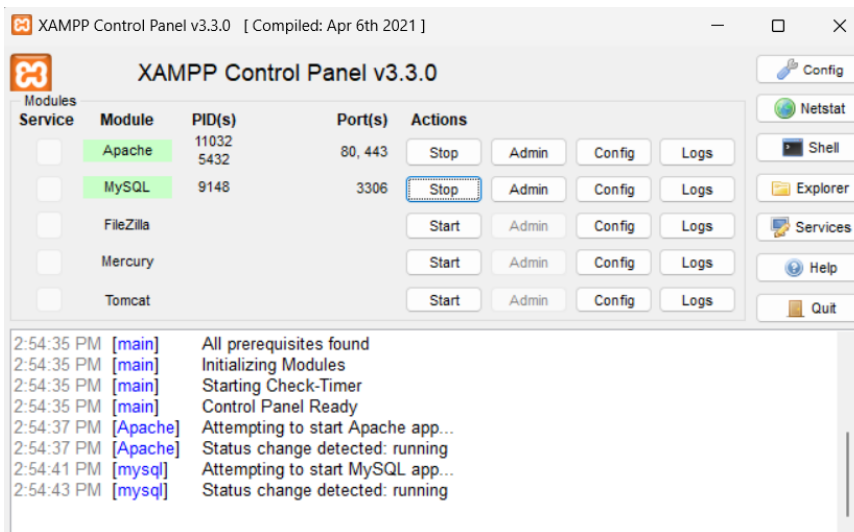 XAMPP Control Panel v3.3.0 [ Compiled: Apr 6th 2021 ]
XAMPP Control Panel v3.3.0
Config
Modules
Service Module PID(s) Port(s) Actions
Netstat
Apache 11032 5432 80, 443 Stop Admin Config Logs
Shell
MySQL 9148 3306 Stop Admin Config Logs
Explorer
FileZilla Start Admin Config Logs
Services
Mercury Start Admin Config Logs
Help
Tomcat Start Admin Config Logs
Quit
2:54:35 PM [main] All prerequisites found
2:54:35 PM [main] Initializing Modules
2:54:35 PM [main] Starting Check-Timer
2:54:35 PM [main] Control Panel Ready
2:54:37 PM [Apache] Attempting to start Apache app...
2:54:37 PM [Apache] Status change detected: running
2:54:41 PM [mysql] Attempting to start MySQL app...
2:54:43 PM [mysql] Status change detected: running